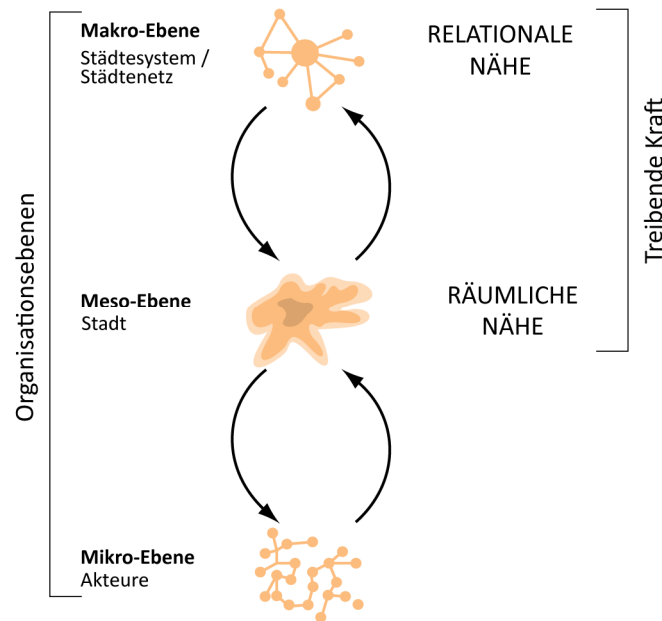 Makro-Ebene
Städtesystem /
Städtenetz
RELATIONALE
NÄHE
Organisationsebenen
Treibende Kraft
Meso-Ebene
Stadt
RÄUMLICHE
NÄHE
Mikro-Ebene
Akteure